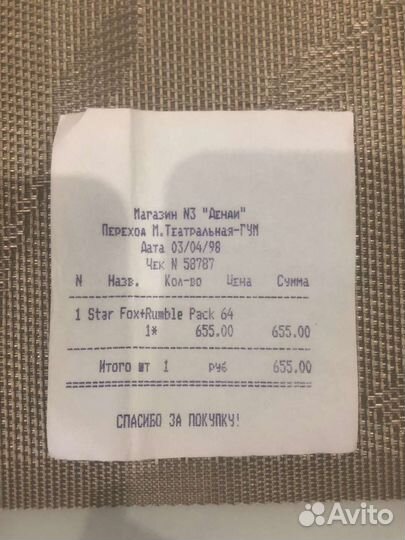 Магазин N3 "Денди"
Переход М.Театральная-ГУМ
Дата 03/04/98
Чек N 58787
N Назв. Кол-во Цена Сумма
1 Star Fox+Rumble Pack 64
1* 655.00 655.00
Итого шт 1 руб 655.00
СПАСИБО ЗА ПОКУПКУ!
Avito